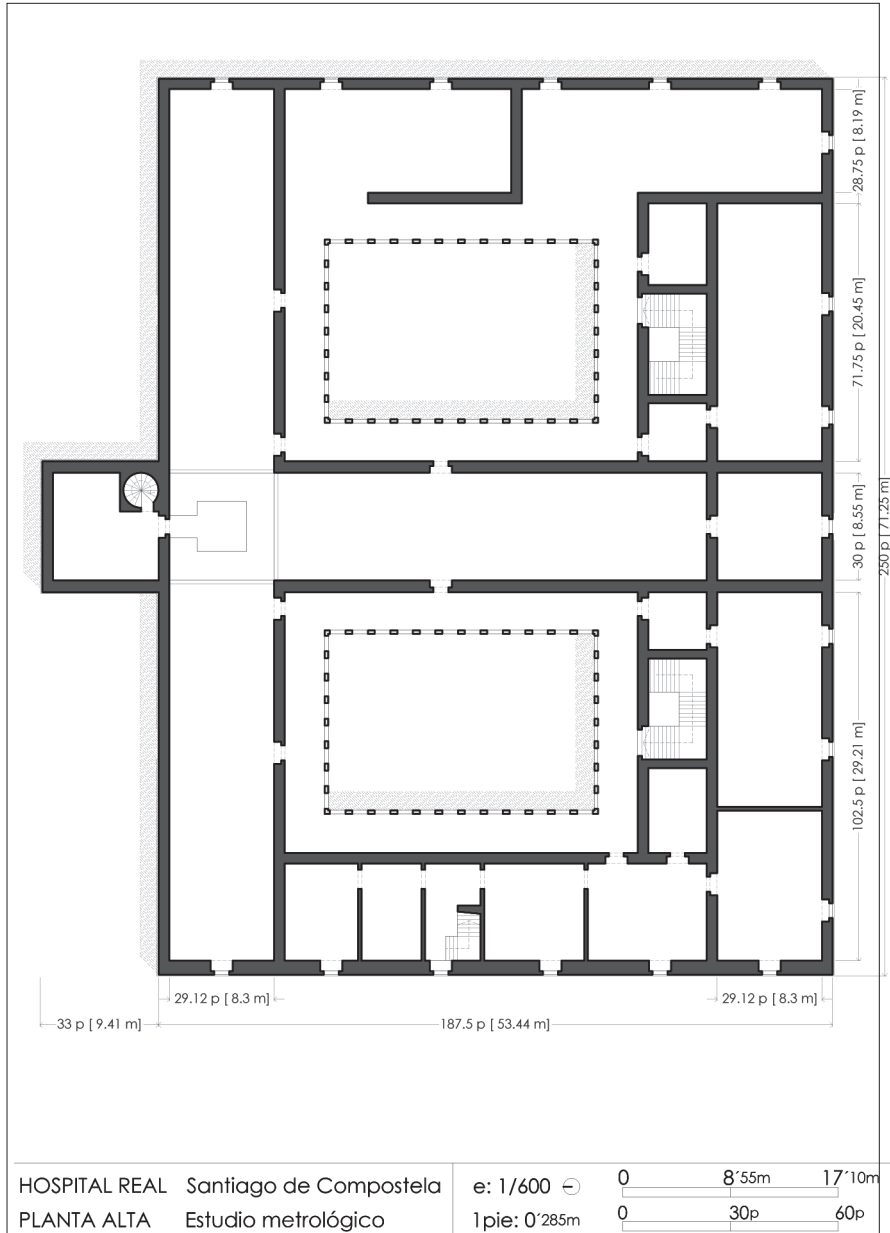 28.75 p [ 8.19 m]
71.75 p [ 20.45 m]
30 p [ 8.55 m]
250 p [ 71.25 m]
102.5 p [ 29.21 m]
29.12 p [ 8.3 m]
29.12 p [ 8.3 m]
33 p [ 9.41 m]
187.5 p [ 53.44 m]
HOSPITAL REAL Santiago de Compostela
PLANTA ALTA Estudio metrológico
e: 1/600
1pie: 0´285m
0 8´55m 17´10m
0 30p 60p